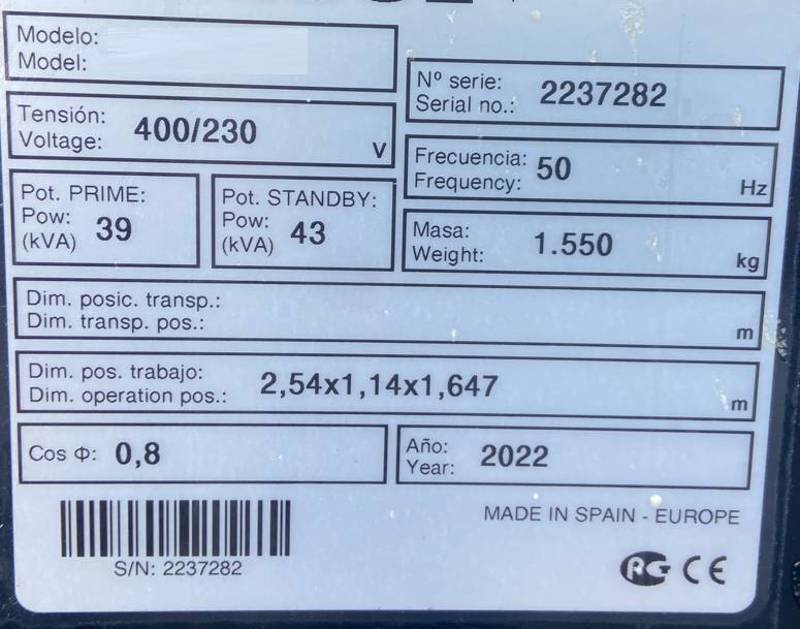 Modelo:
Model:
Nº serie:
Serial no.: 2237282
Tensión:
Voltage: 400/230 V
Frecuencia:
Frequency: 50 Hz
Pot. PRIME:
Pow:
(kVA) 39
Pot. STANDBY:
Pow:
(kVA) 43
Masa:
Weight: 1.550 kg
Dim. posic. transp.:
Dim. transp. pos.: m
Dim. pos. trabajo:
Dim. operation pos.: 2,54x1,14x1,647 m
Cos Φ: 0,8
Año:
Year: 2022
MADE IN SPAIN - EUROPE
S/N: 2237282
CE